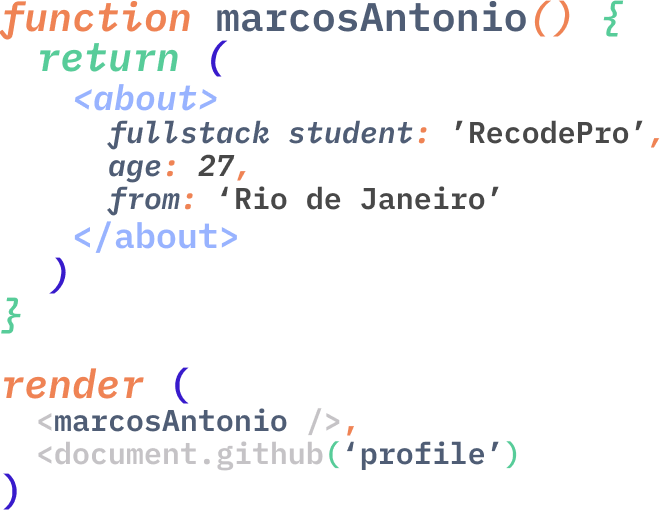 function marcosAntonio() {
return (
<about>
fullstack student: ’RecodePro’,
age: 27,
from: ‘Rio de Janeiro’
</about>
)
}
render (
<marcosAntonio />,
<document.github(‘profile’)
)